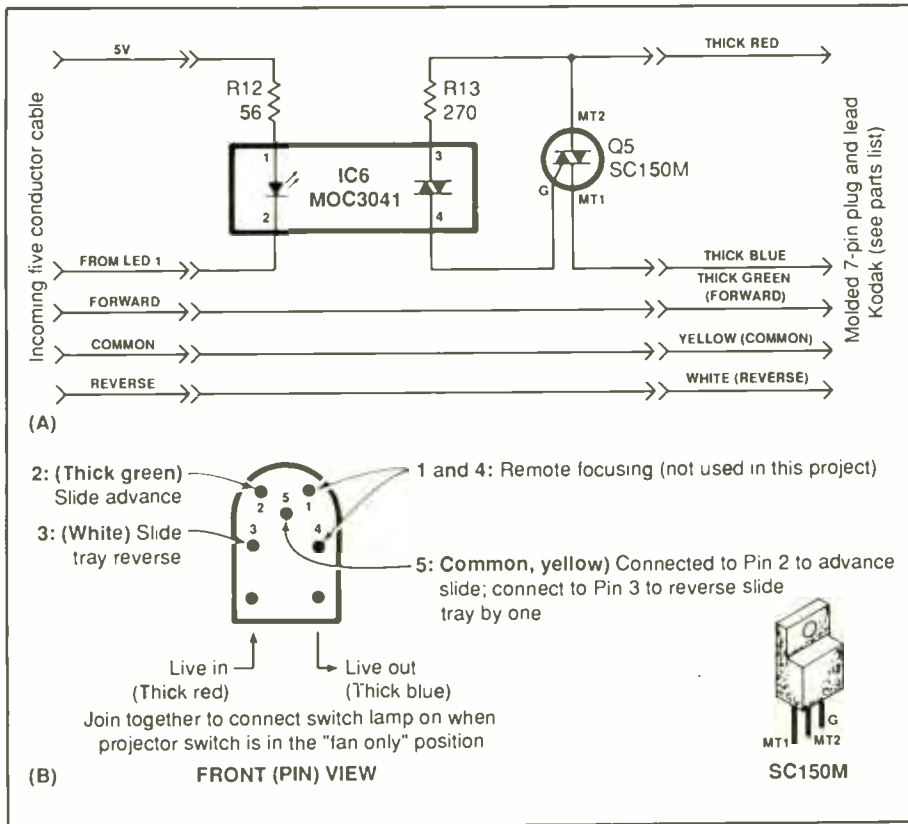 5V
THICK RED
R12
56
R13
270
MT2
1
3
IC6
MOC3041
Q5
SC150M
G
MT1
2
4
Incoming five conductor cable
Molded 7-pin plug and lead
Kodak (see parts list)
FROM LED 1
THICK BLUE
THICK GREEN
(FORWARD)
FORWARD
COMMON
YELLOW (COMMON)
REVERSE
WHITE (REVERSE)
(A)
2: (Thick green)
Slide advance
1 and 4: Remote focusing (not used in this project)
2
5
1
3
4
3: (White) Slide
tray reverse
5: Common, yellow) Connected to Pin 2 to advance
slide; connect to Pin 3 to reverse slide
tray by one
Live in
(Thick red)
Live out
(Thick blue)
Join together to connect switch lamp on when
projector switch is in the "fan only" position
G
MT1
MT2
SC150M
(B)
FRONT (PIN) VIEW